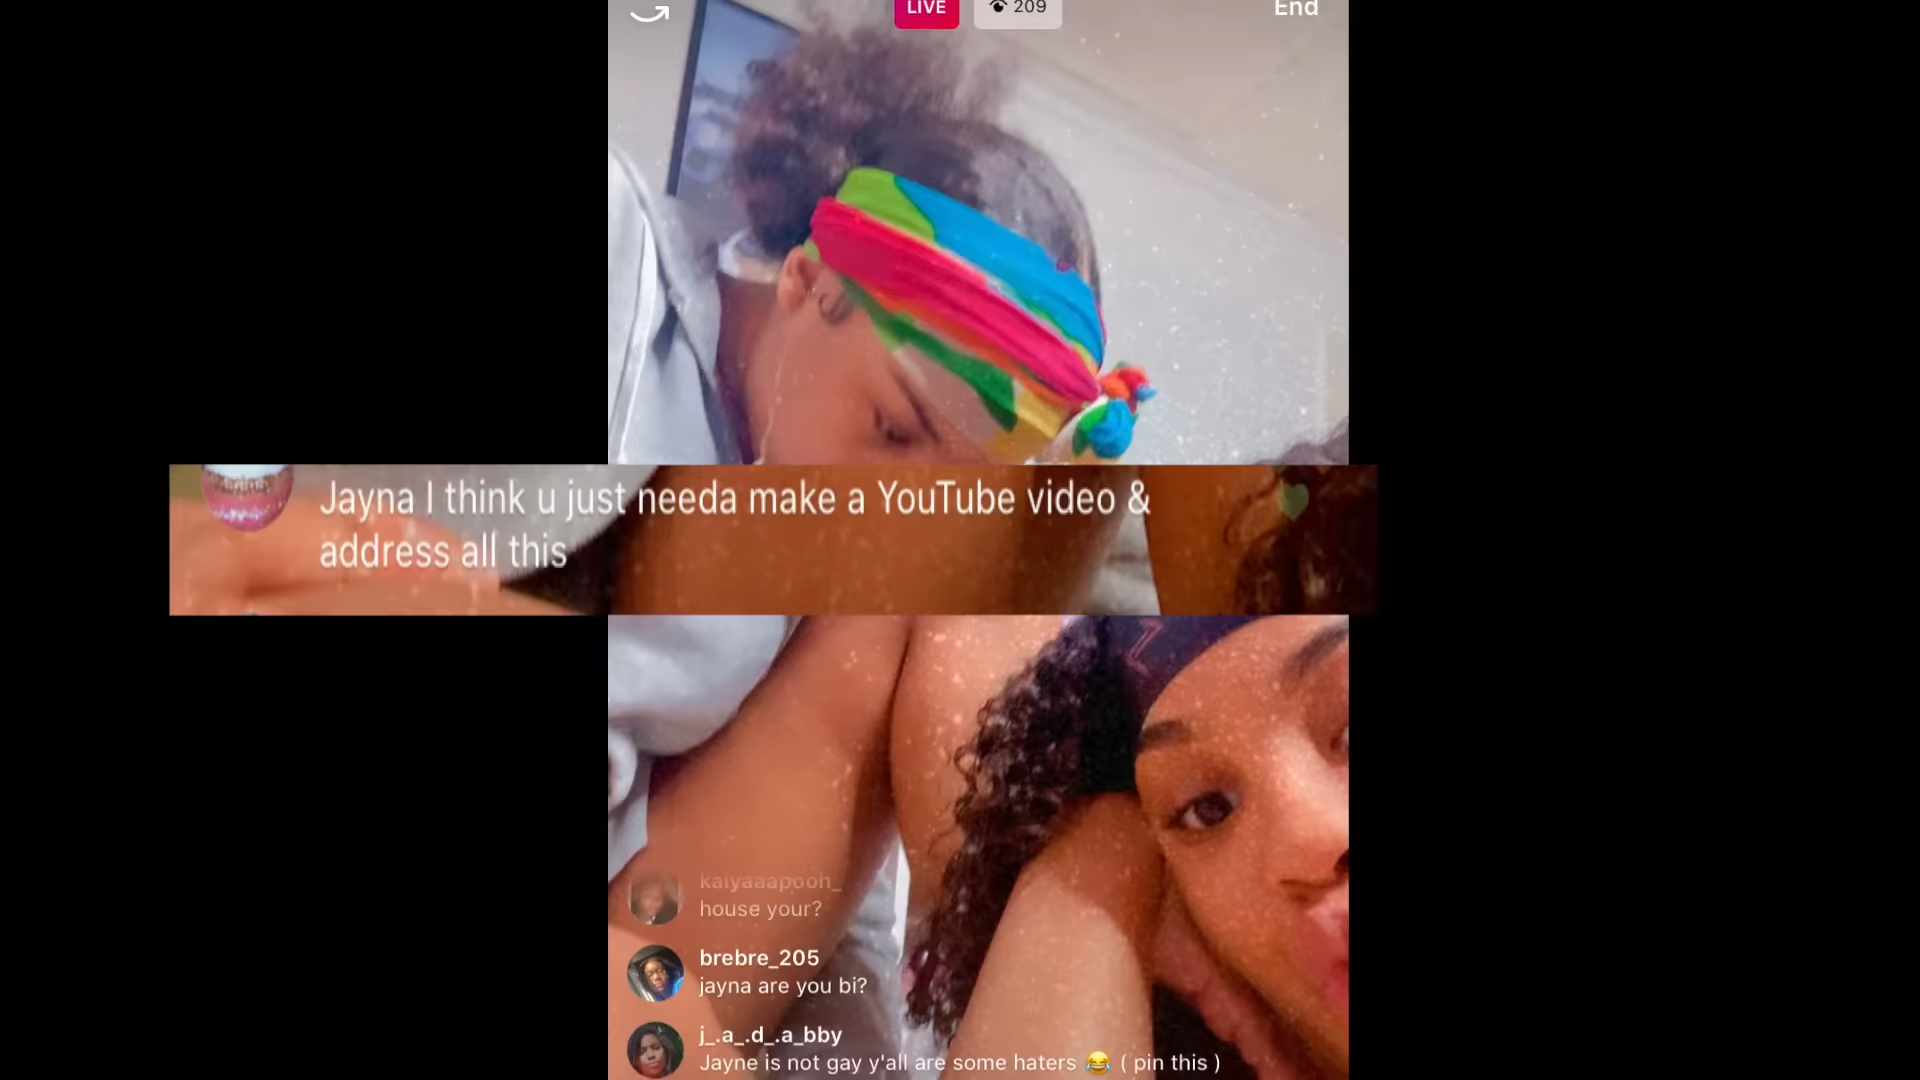 LIVE
209
End
Jayna I think u just needa make a YouTube video &
address all this
kaiyaaapooh_
house your?
brebre_205
jayna are you bi?
j_.a_.d_.a_bby
Jayne is not gay y'all are some haters 😂 ( pin this )